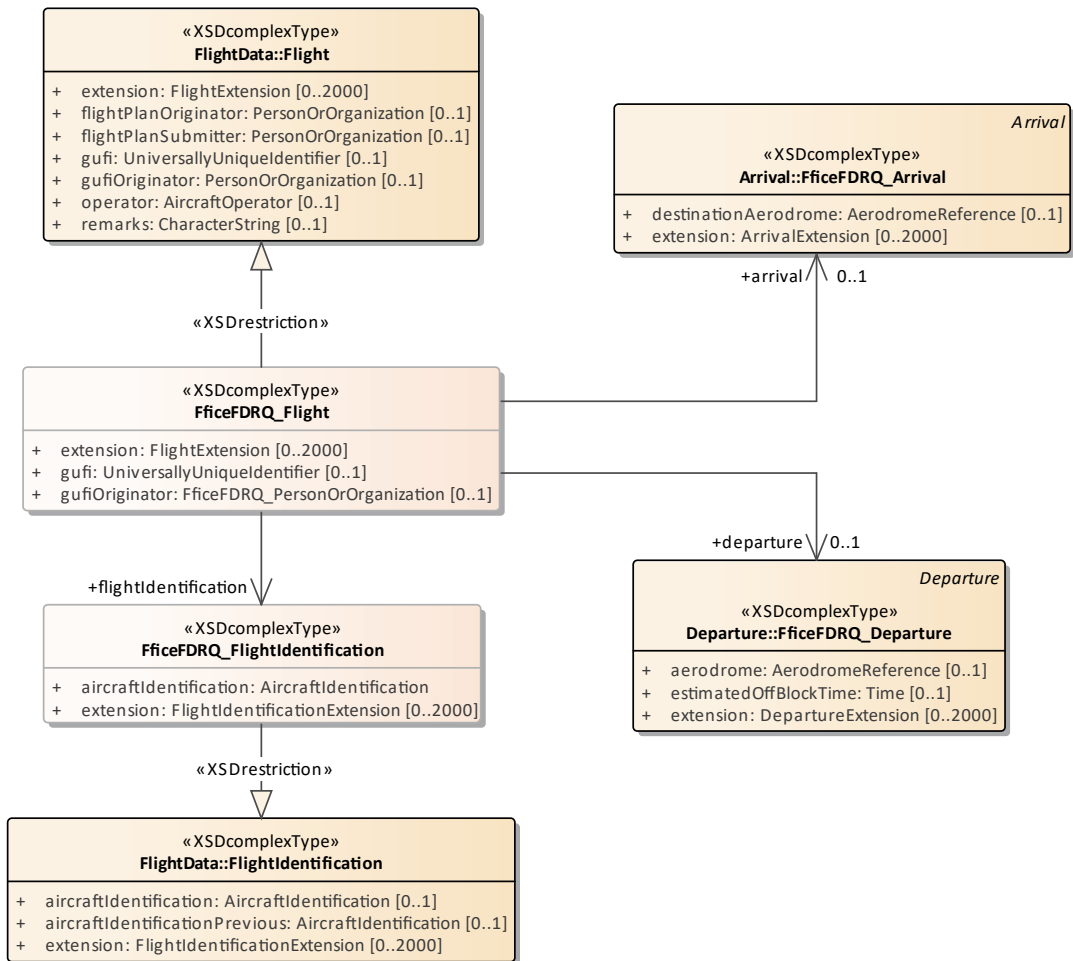 «XSDcomplexType»
FlightData::Flight
+ extension: FlightExtension [0..2000]
+ flightPlanOriginator: PersonOrOrganization [0..1]
+ flightPlanSubmitter: PersonOrOrganization [0..1]
+ gufi: UniversallyUniqueIdentifier [0..1]
+ gufiOriginator: PersonOrOrganization [0..1]
+ operator: AircraftOperator [0..1]
+ remarks: CharacterString [0..1]
Arrival
«XSDcomplexType»
Arrival::FficeFDRQ_Arrival
+ destinationAerodrome: AerodromeReference [0..1]
+ extension: ArrivalExtension [0..2000]
+arrival 0..1
«XSDrestriction»
«XSDcomplexType»
FficeFDRQ_Flight
+ extension: FlightExtension [0..2000]
+ gufi: UniversallyUniqueIdentifier [0..1]
+ gufiOriginator: FficeFDRQ_PersonOrOrganization [0..1]
+departure 0..1
Departure
«XSDcomplexType»
Departure::FficeFDRQ_Departure
+ aerodrome: AerodromeReference [0..1]
+ estimatedOffBlockTime: Time [0..1]
+ extension: DepartureExtension [0..2000]
+flightIdentification
«XSDcomplexType»
FficeFDRQ_FlightIdentification
+ aircraftIdentification: AircraftIdentification
+ extension: FlightIdentificationExtension [0..2000]
«XSDrestriction»
«XSDcomplexType»
FlightData::FlightIdentification
+ aircraftIdentification: AircraftIdentification [0..1]
+ aircraftIdentificationPrevious: AircraftIdentification [0..1]
+ extension: FlightIdentificationExtension [0..2000]